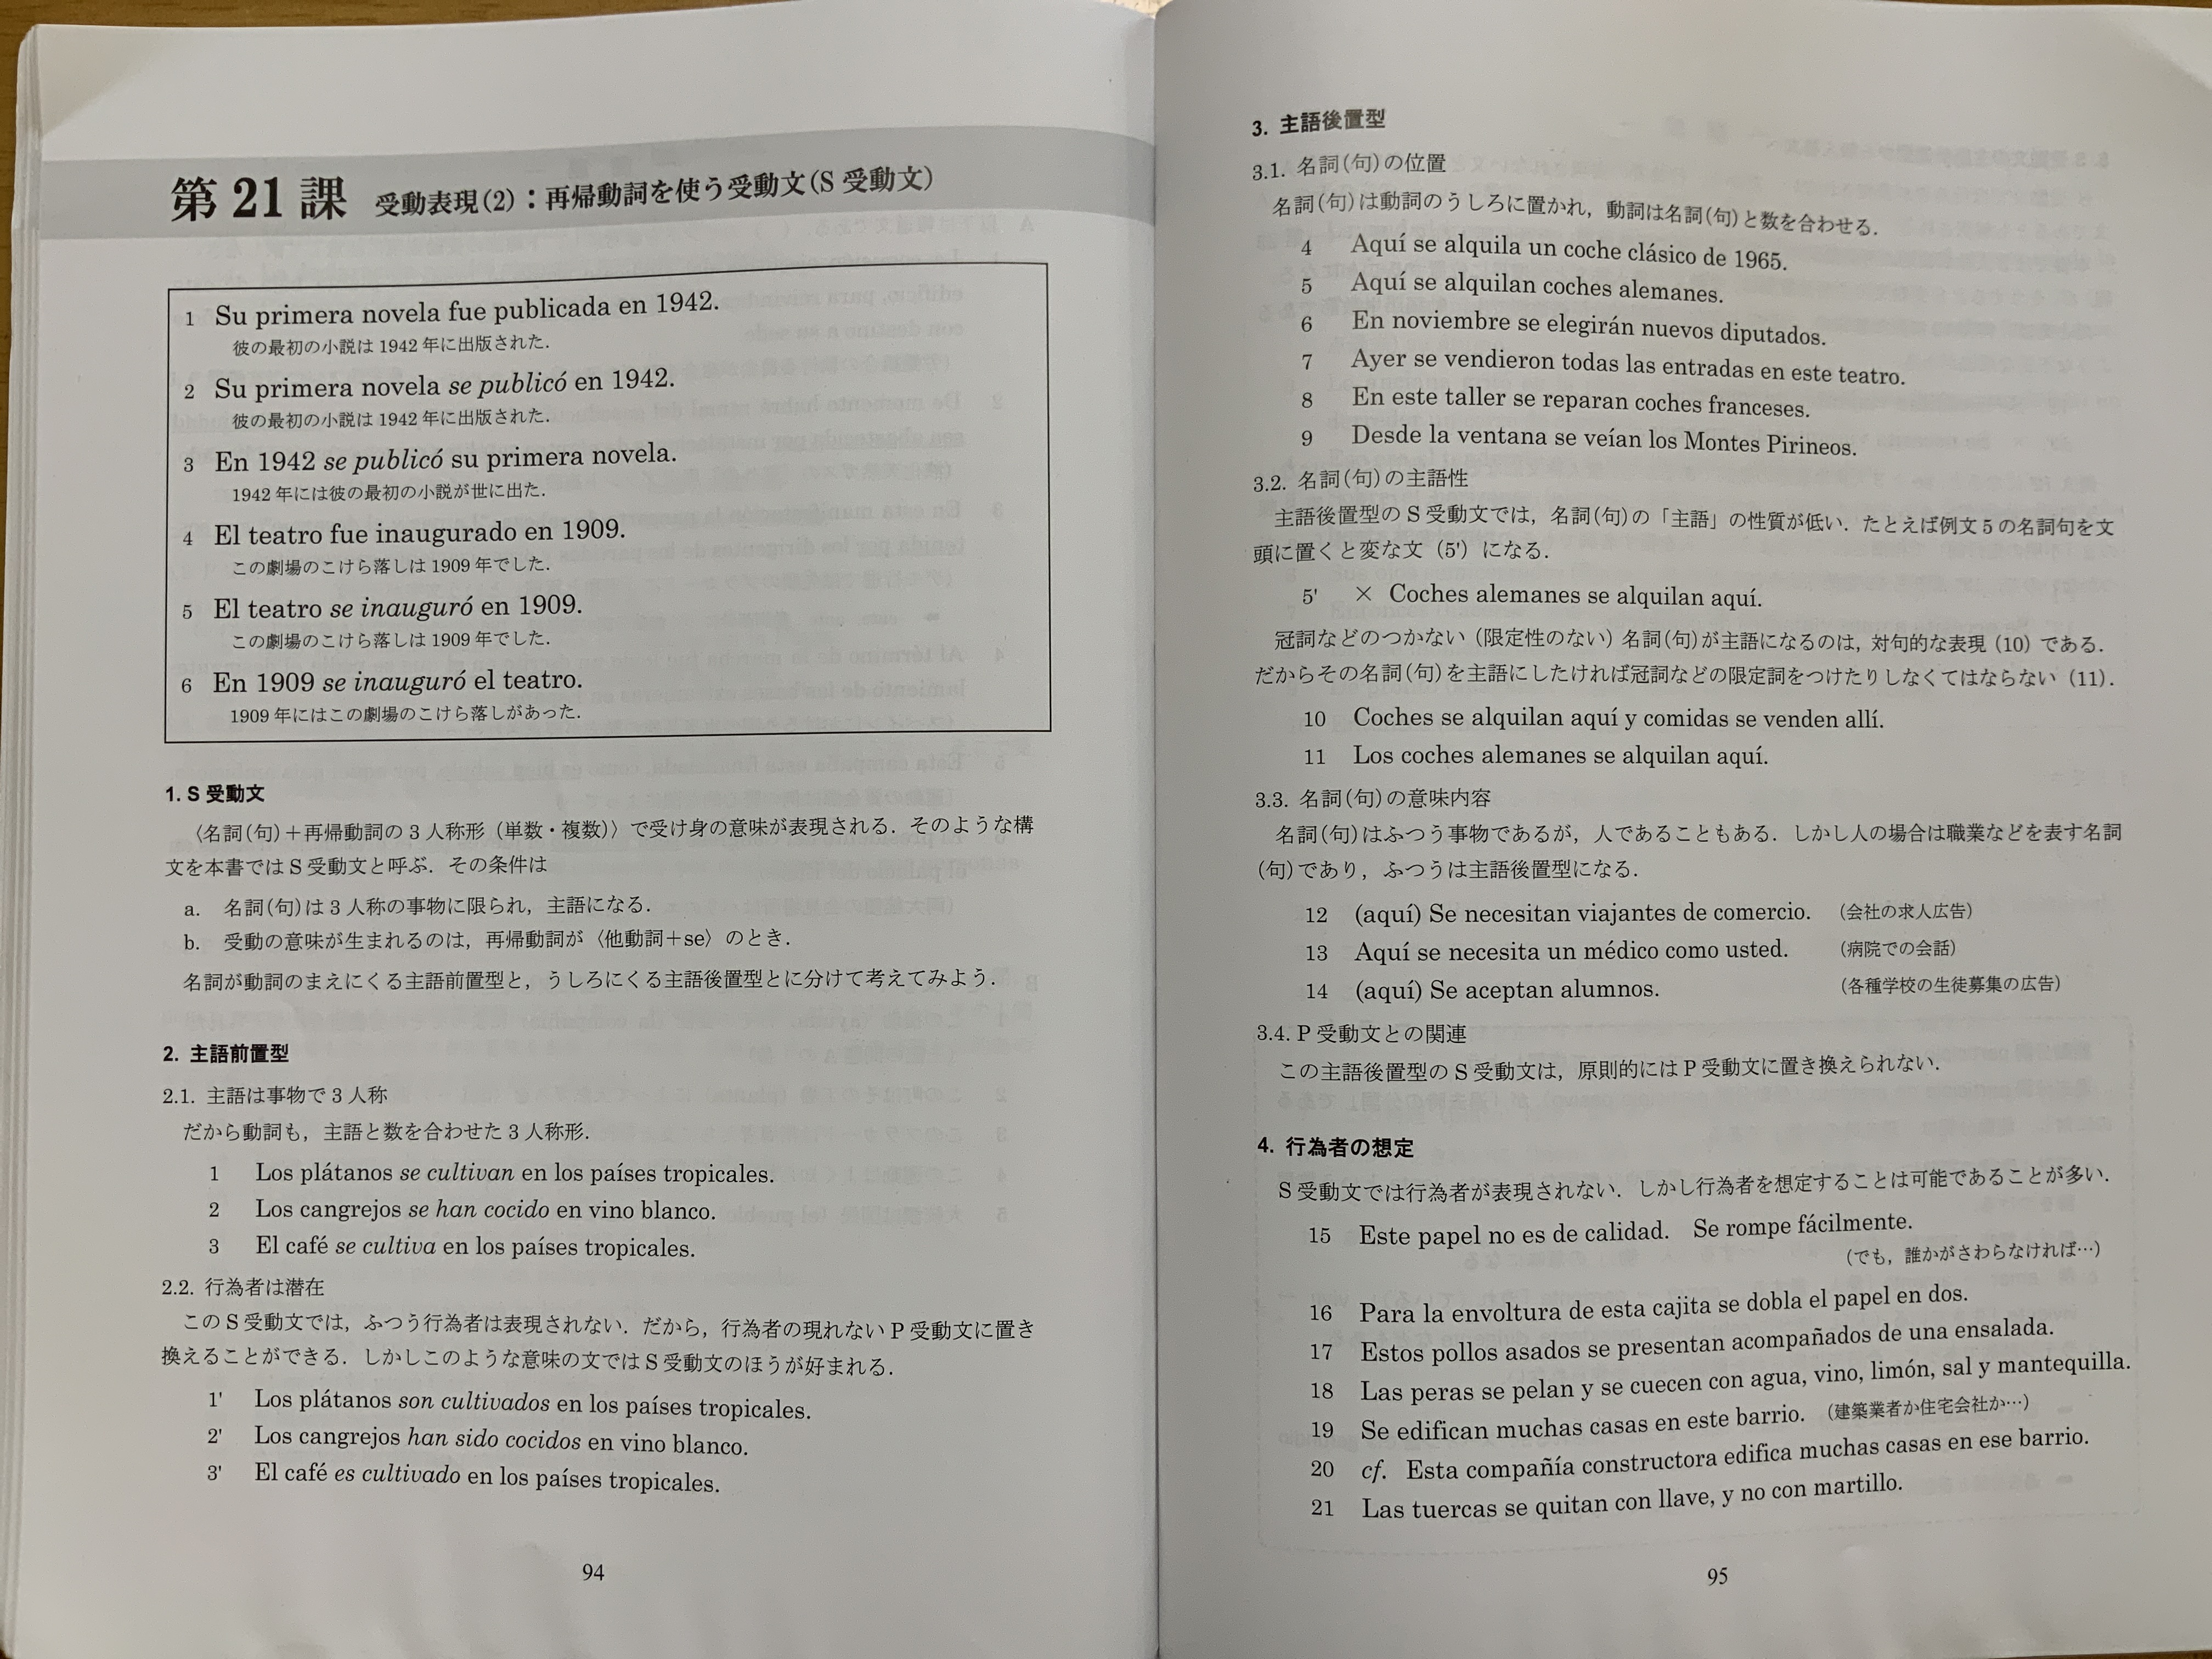 第21課 受動表現(2):再帰動詞を使う受動文(S受動文)
1 Su primera novela fue publicada en 1942.
彼の最初の小説は1942年に出版された.
2 Su primera novela se publicó en 1942.
彼の最初の小説は1942年に出版された.
3 En 1942 se publicó su primera novela.
1942年には彼の最初の小説が世に出た.
4 El teatro fue inaugurado en 1909.
この劇場のこけら落しは1909年でした.
5 El teatro se inauguró en 1909.
この劇場のこけら落しは1909年でした.
6 En 1909 se inauguró el teatro.
1909年にはこの劇場のこけら落しがあった.
1. S受動文
〈名詞(句)+再帰動詞の3人称形(単数・複数)〉で受け身の意味が表現される.そのような構
文を本書ではS受動文と呼ぶ.その条件は
a. 名詞(句)は3人称の事物に限られ,主語になる.
b. 受動の意味が生まれるのは,再帰動詞が〈他動詞+se〉のとき.
名詞が動詞のまえにくる主語前置型と,うしろにくる主語後置型とに分けて考えてみよう.
2. 主語前置型
2.1. 主語は事物で3人称
だから動詞も,主語と数を合わせた3人称形.
1 Los plátanos se cultivan en los países tropicales.
2 Los cangrejos se han cocido en vino blanco.
3 El café se cultiva en los países tropicales.
2.2. 行為者は潜在
このS受動文では,ふつう行為者は表現されない.だから,行為者の現れないP受動文に置き
換えることができる.しかしこのような意味の文ではS受動文のほうが好まれる.
1' Los plátanos son cultivados en los países tropicales.
2' Los cangrejos han sido cocidos en vino blanco.
3' El café es cultivado en los países tropicales.
94
3. 主語後置型
3.1. 名詞(句)の位置
名詞(句)は動詞のうしろに置かれ,動詞は名詞(句)と数を合わせる.
4 Aquí se alquila un coche clásico de 1965.
5 Aquí se alquilan coches alemanes.
6 En noviembre se elegirán nuevos diputados.
7 Ayer se vendieron todas las entradas en este teatro.
8 En este taller se reparan coches franceses.
9 Desde la ventana se veían los Montes Pirineos.
3.2. 名詞(句)の主語性
主語後置型のS受動文では,名詞(句)の「主語」の性質が低い.たとえば例文5の名詞句を文
頭に置くと変な文(5')になる.
5' × Coches alemanes se alquilan aquí.
冠詞などのつかない(限定性のない)名詞(句)が主語になるのは,対句的な表現(10)である.
だからその名詞(句)を主語にしたければ冠詞などの限定詞をつけたりしなくてはならない(11).
10 Coches se alquilan aquí y comidas se venden allí.
11 Los coches alemanes se alquilan aquí.
3.3. 名詞(句)の意味内容
名詞(句)はふつう事物であるが,人であることもある.しかし人の場合は職業などを表す名詞
(句)であり,ふつうは主語後置型になる.
12 (aquí) Se necesitan viajantes de comercio. (会社の求人広告)
13 Aquí se necesita un médico como usted. (病院での会話)
14 (aquí) Se aceptan alumnos. (各種学校の生徒募集の広告)
3.4. P受動文との関連
この主語後置型のS受動文は,原則的にはP受動文に置き換えられない.
4. 行為者の想定
S受動文では行為者が表現されない.しかし行為者を想定することは可能であることが多い.
15 Este papel no es de calidad. Se rompe fácilmente.
(でも,誰かがさわらなければ…)
16 Para la envoltura de esta cajita se dobla el papel en dos.
17 Estos pollos asados se presentan acompañados de una ensalada.
18 Las peras se pelan y se cuecen con agua, vino, limón, sal y mantequilla.
19 Se edifican muchas casas en este barrio. (建築業者か住宅会社か…)
20 cf. Esta compañía constructora edifica muchas casas en ese barrio.
21 Las tuercas se quitan con llave, y no con martillo.
95